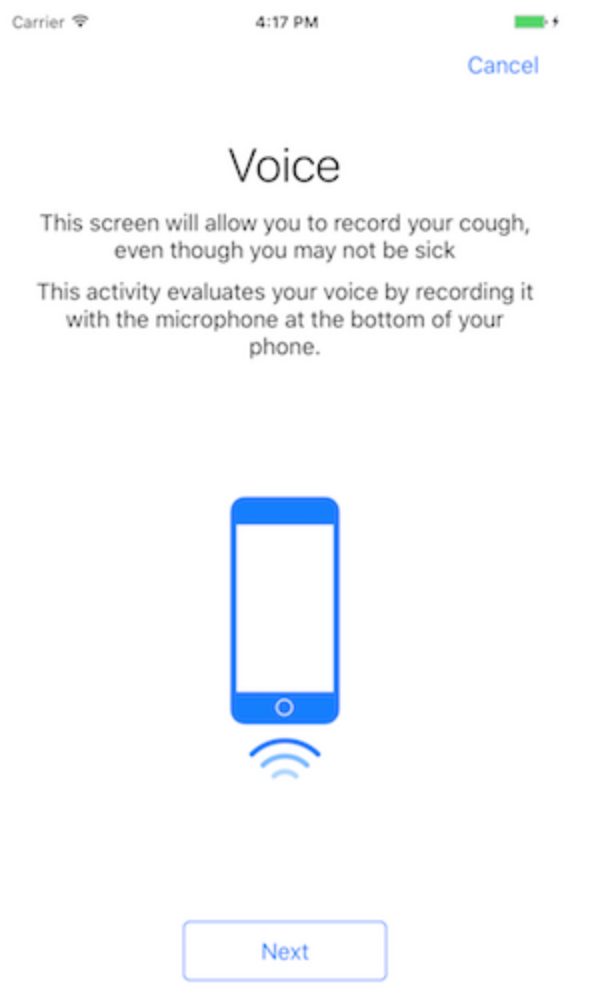 Carrier
4:17 PM
Cancel
Voice
This screen will allow you to record your cough,
even though you may not be sick
This activity evaluates your voice by recording it
with the microphone at the bottom of your
phone.
Next